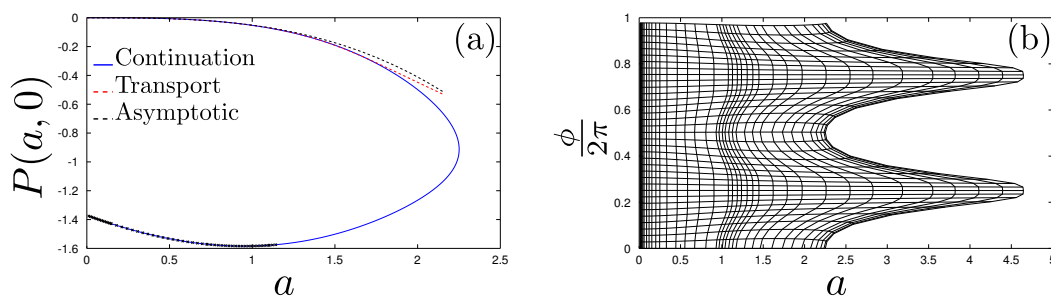 (a)
Continuation
Transport
Asymptotic
P(a, 0)
0
-0.2
-0.4
-0.6
-0.8
-1
-1.2
-1.4
-1.6
0 0.5 1 1.5 2 2.5
a
(b)
ϕ/2π
1
0.8
0.6
0.4
0.2
0
0 0.5 1 1.5 2 2.5 3 3.5 4 4.5 5
a